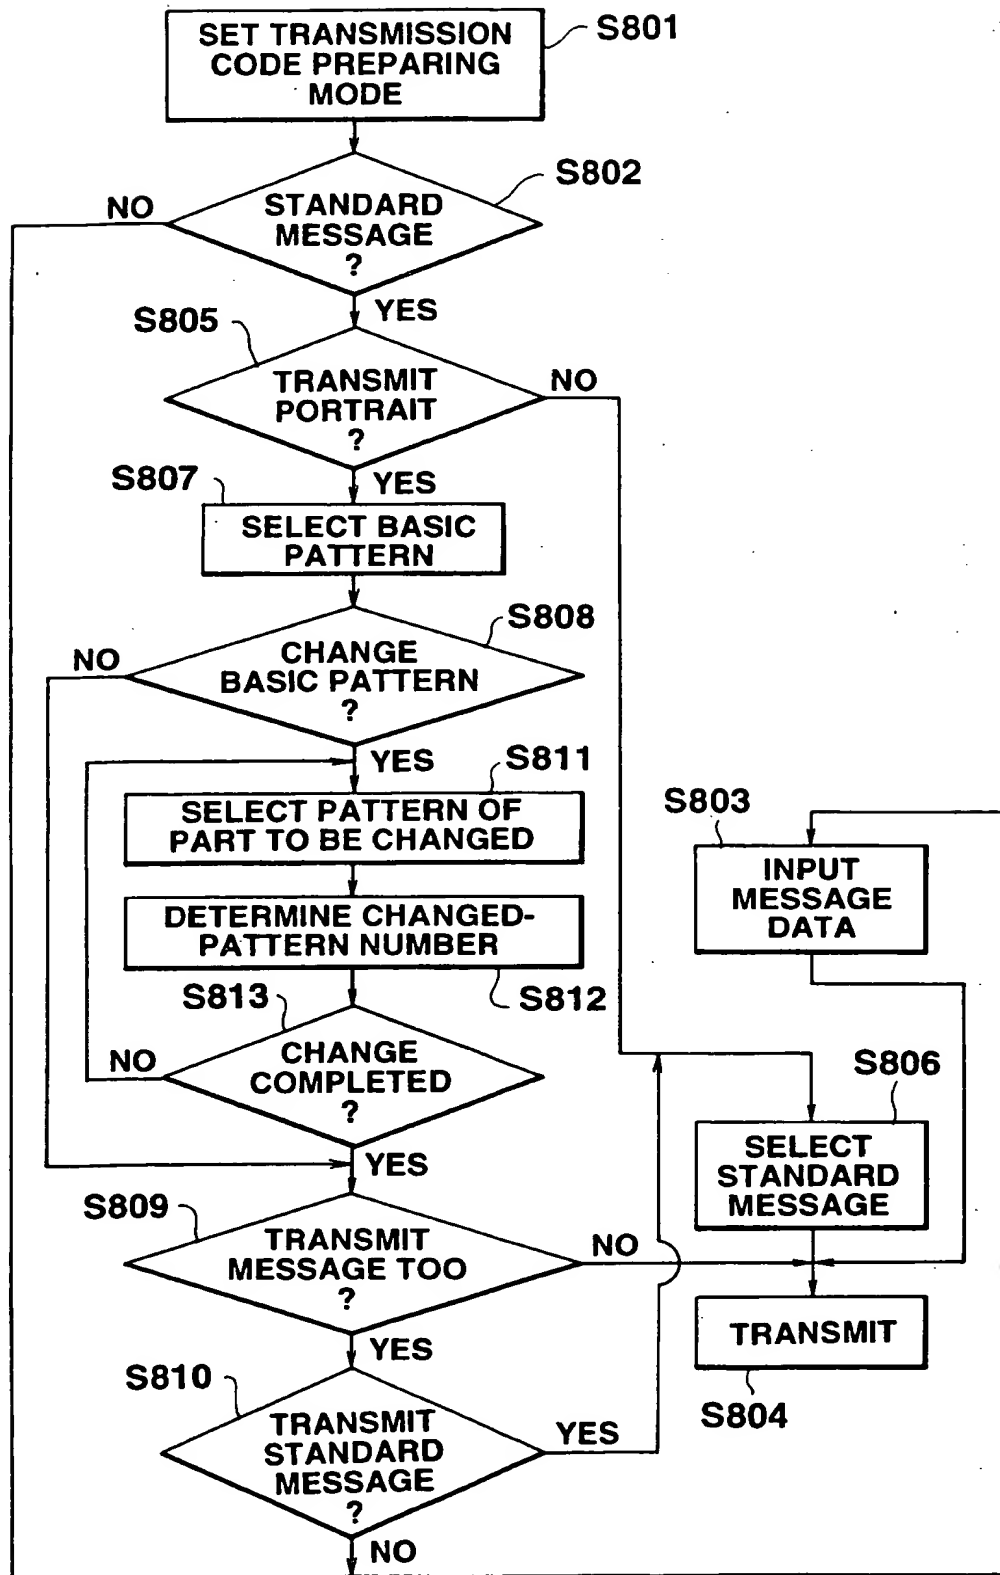 SET TRANSMISSION
CODE PREPARING
MODE
S801
S802
NO
STANDARD
MESSAGE
?
YES
S805
TRANSMIT
PORTRAIT
?
NO
YES
S807
SELECT BASIC
PATTERN
S808
NO
CHANGE
BASIC PATTERN
?
YES
S811
SELECT PATTERN OF
PART TO BE CHANGED
DETERMINE CHANGED-
PATTERN NUMBER
S812
S813
NO
CHANGE
COMPLETED
?
YES
S809
TRANSMIT
MESSAGE TOO
?
NO
YES
S810
TRANSMIT
STANDARD
MESSAGE
?
YES
NO
S803
INPUT
MESSAGE
DATA
S806
SELECT
STANDARD
MESSAGE
TRANSMIT
S804